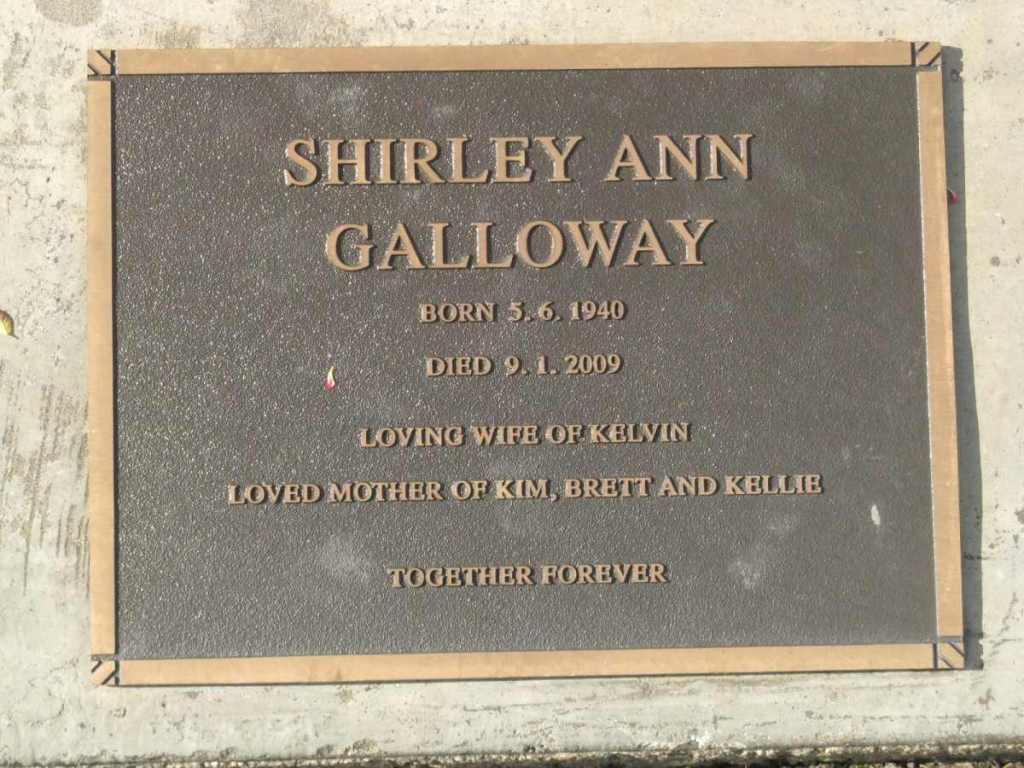 SHIRLEY ANN
GALLOWAY
BORN 5. 6. 1940
DIED 9. 1. 2009
LOVING WIFE OF KELVIN
LOVED MOTHER OF KIM, BRETT AND KELLIE
TOGETHER FOREVER